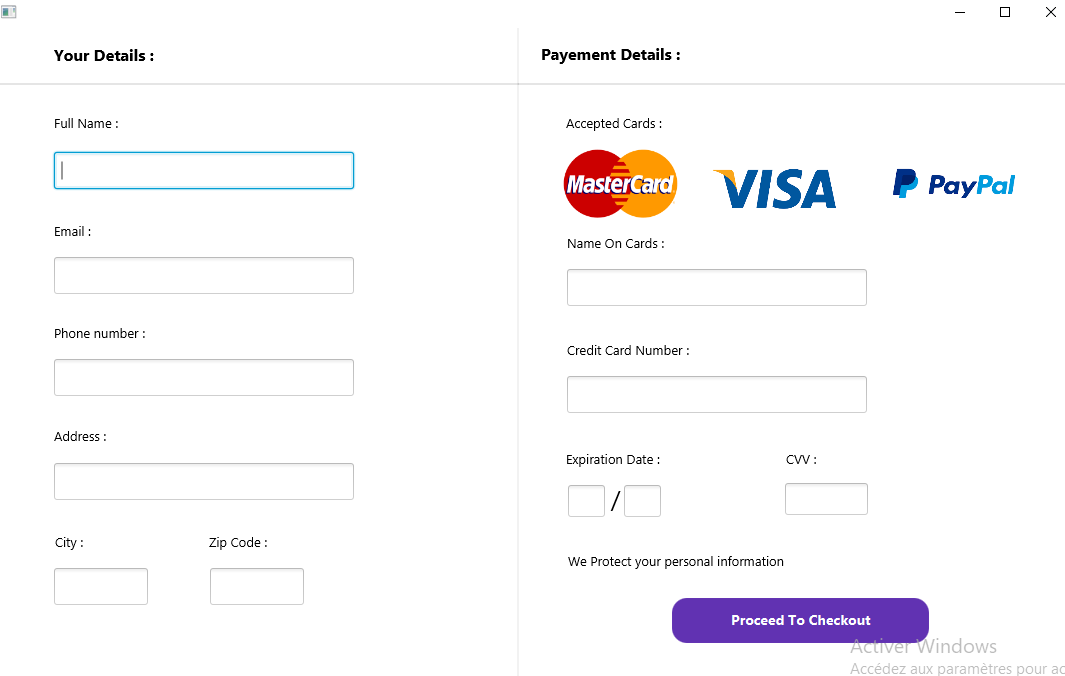 Your Details :
Payement Details :
Full Name :
Email :
Phone number :
Address :
City :
Zip Code :
Accepted Cards :
MasterCard
VISA
PayPal
Name On Cards :
Credit Card Number :
Expiration Date :
CVV :
/
We Protect your personal information
Proceed To Checkout
Activer Windows
Accédez aux paramètres pour